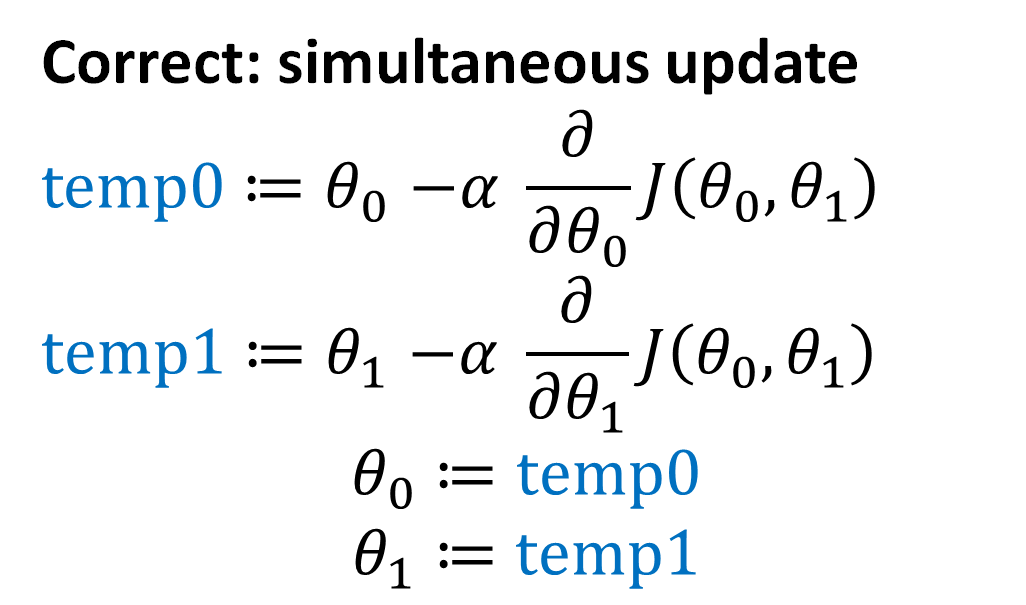 Correct: simultaneous update
temp0 ≔ θ₀ −α ∂/∂θ₀ J(θ₀, θ₁)
temp1 ≔ θ₁ −α ∂/∂θ₁ J(θ₀, θ₁)
θ₀ ≔ temp0
θ₁ ≔ temp1